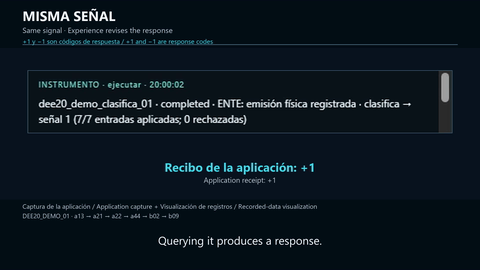 MISMA SEÑAL
Same signal · Experience revises the response
+1 y −1 son códigos de respuesta / +1 and −1 are response codes
INSTRUMENTO · ejecutar · 20:00:02
dee20_demo_clasifica_01 · completed · ENTE: emisión física registrada · clasifica →
señal 1 (7/7 entradas aplicadas; 0 rechazadas)
Recibo de la aplicación: +1
Application receipt: +1
Captura de la aplicación / Application capture + Visualización de registros / Recorded-data visualization
DEE20_DEMO_01 · a13 → a21 → a22 → a44 → b02 → b09
Querying it produces a response.